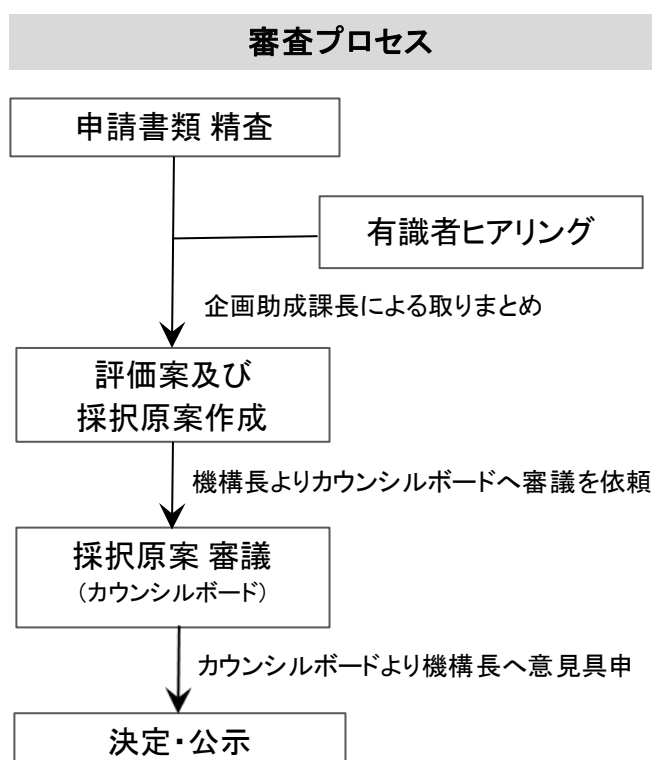 審査プロセス
申請書類 精査
有識者ヒアリング
企画助成課長による取りまとめ
評価案及び
採択原案作成
機構長よりカウンシルボードへ審議を依頼
採択原案 審議
（カウンシルボード）
カウンシルボードより機構長へ意見具申
決定・公示